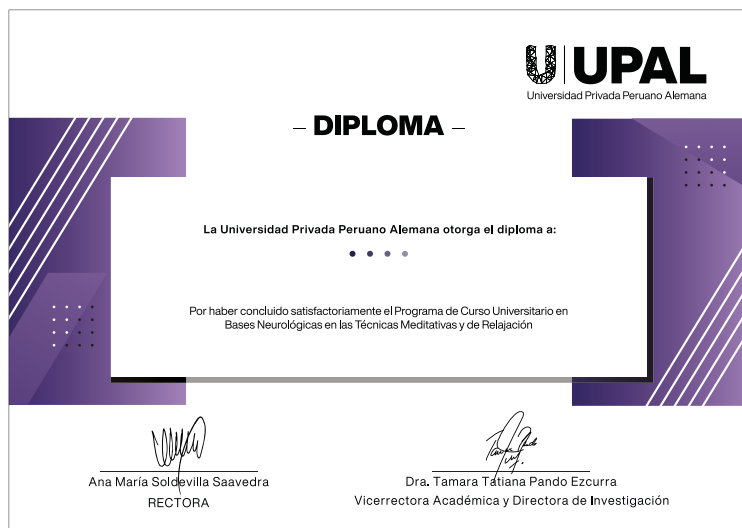 UPAL
Universidad Privada Peruano Alemana
– DIPLOMA –
La Universidad Privada Peruano Alemana otorga el diploma a:
Por haber concluido satisfactoriamente el Programa de Curso Universitario en
Bases Neurológicas en las Técnicas Meditativas y de Relajación
Ana María Soldevilla Saavedra
RECTORA
Dra. Tamara Tatiana Pando Ezcurra
Vicerrectora Académica y Directora de Investigación